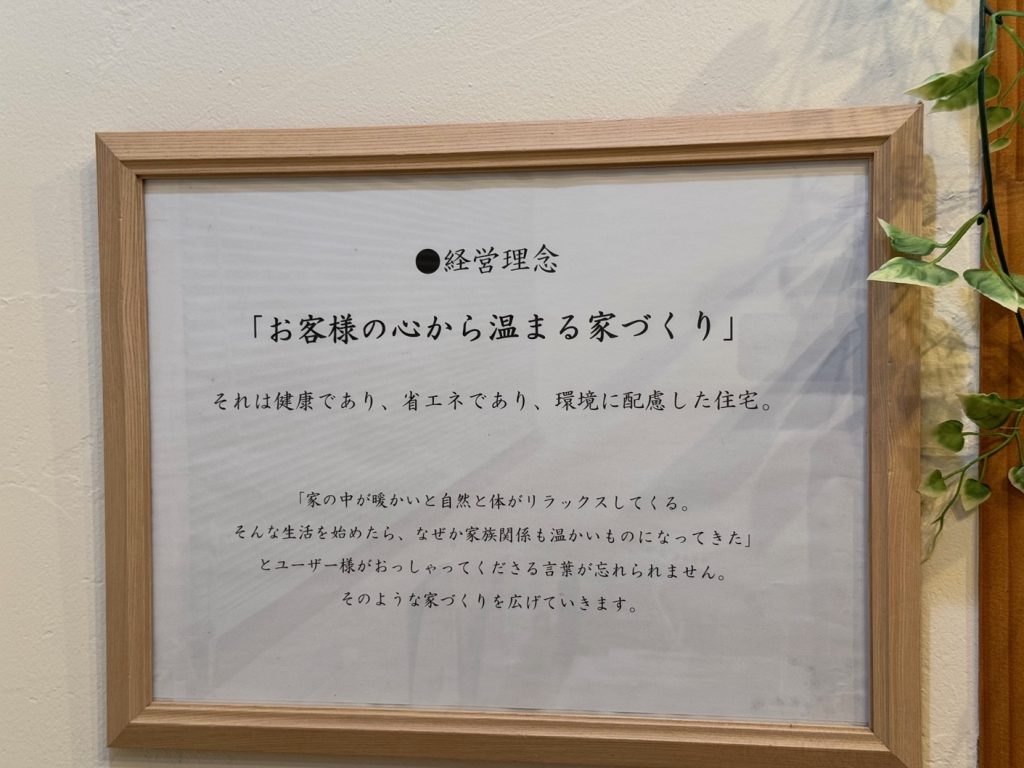 ●経営理念
「お客様の心から温まる家づくり」
それは健康であり、省エネであり、環境に配慮した住宅。
「家の中が暖かいと自然と体がリラックスしてくる。
そんな生活を始めたら、なぜか家族関係も温かいものになってきた」
とユーザー様がおっしゃってくださる言葉が忘れられません。
そのような家づくりを広げていきます。